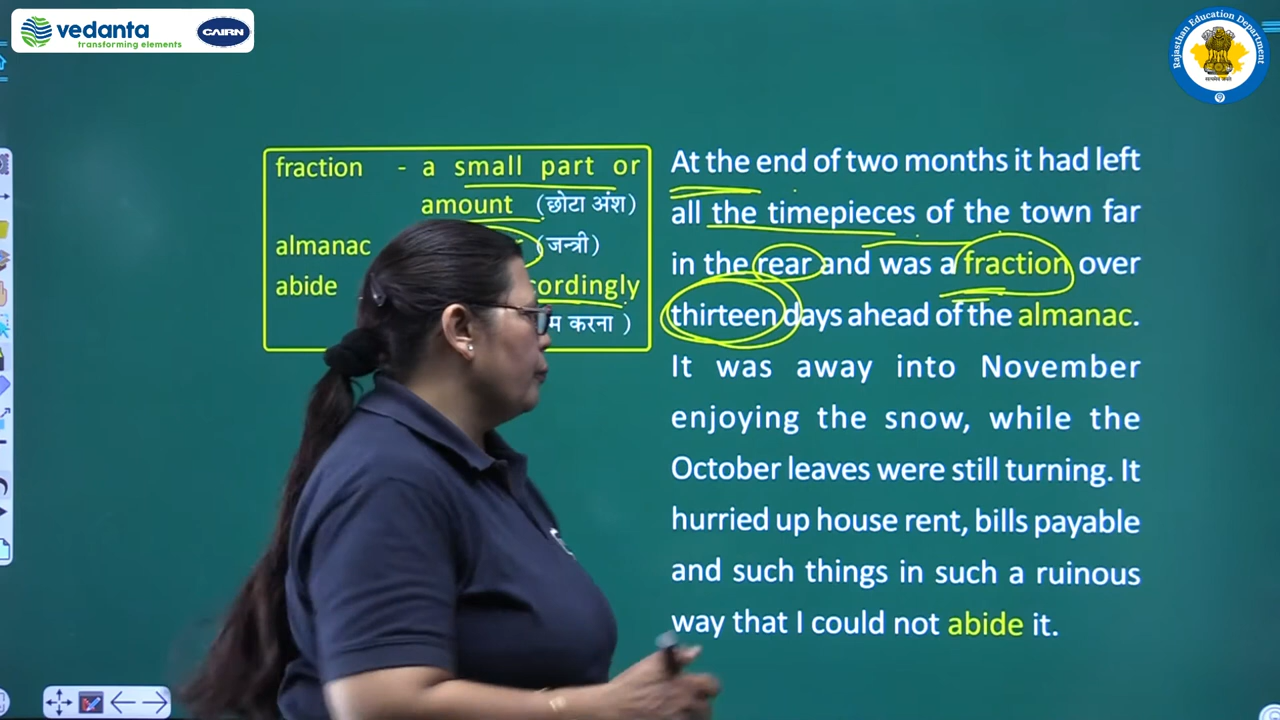 vedanta
transforming elements
CAIRN
Rajasthan Education Department
fraction - a small part or
amount (छोटा अंश)
almanac (जन्त्री)
abide cordingly
म करना )
At the end of two months it had left
all the timepieces of the town far
in the rear and was a fraction over
thirteen days ahead of the almanac.
It was away into November
enjoying the snow, while the
October leaves were still turning. It
hurried up house rent, bills payable
and such things in such a ruinous
way that I could not abide it.